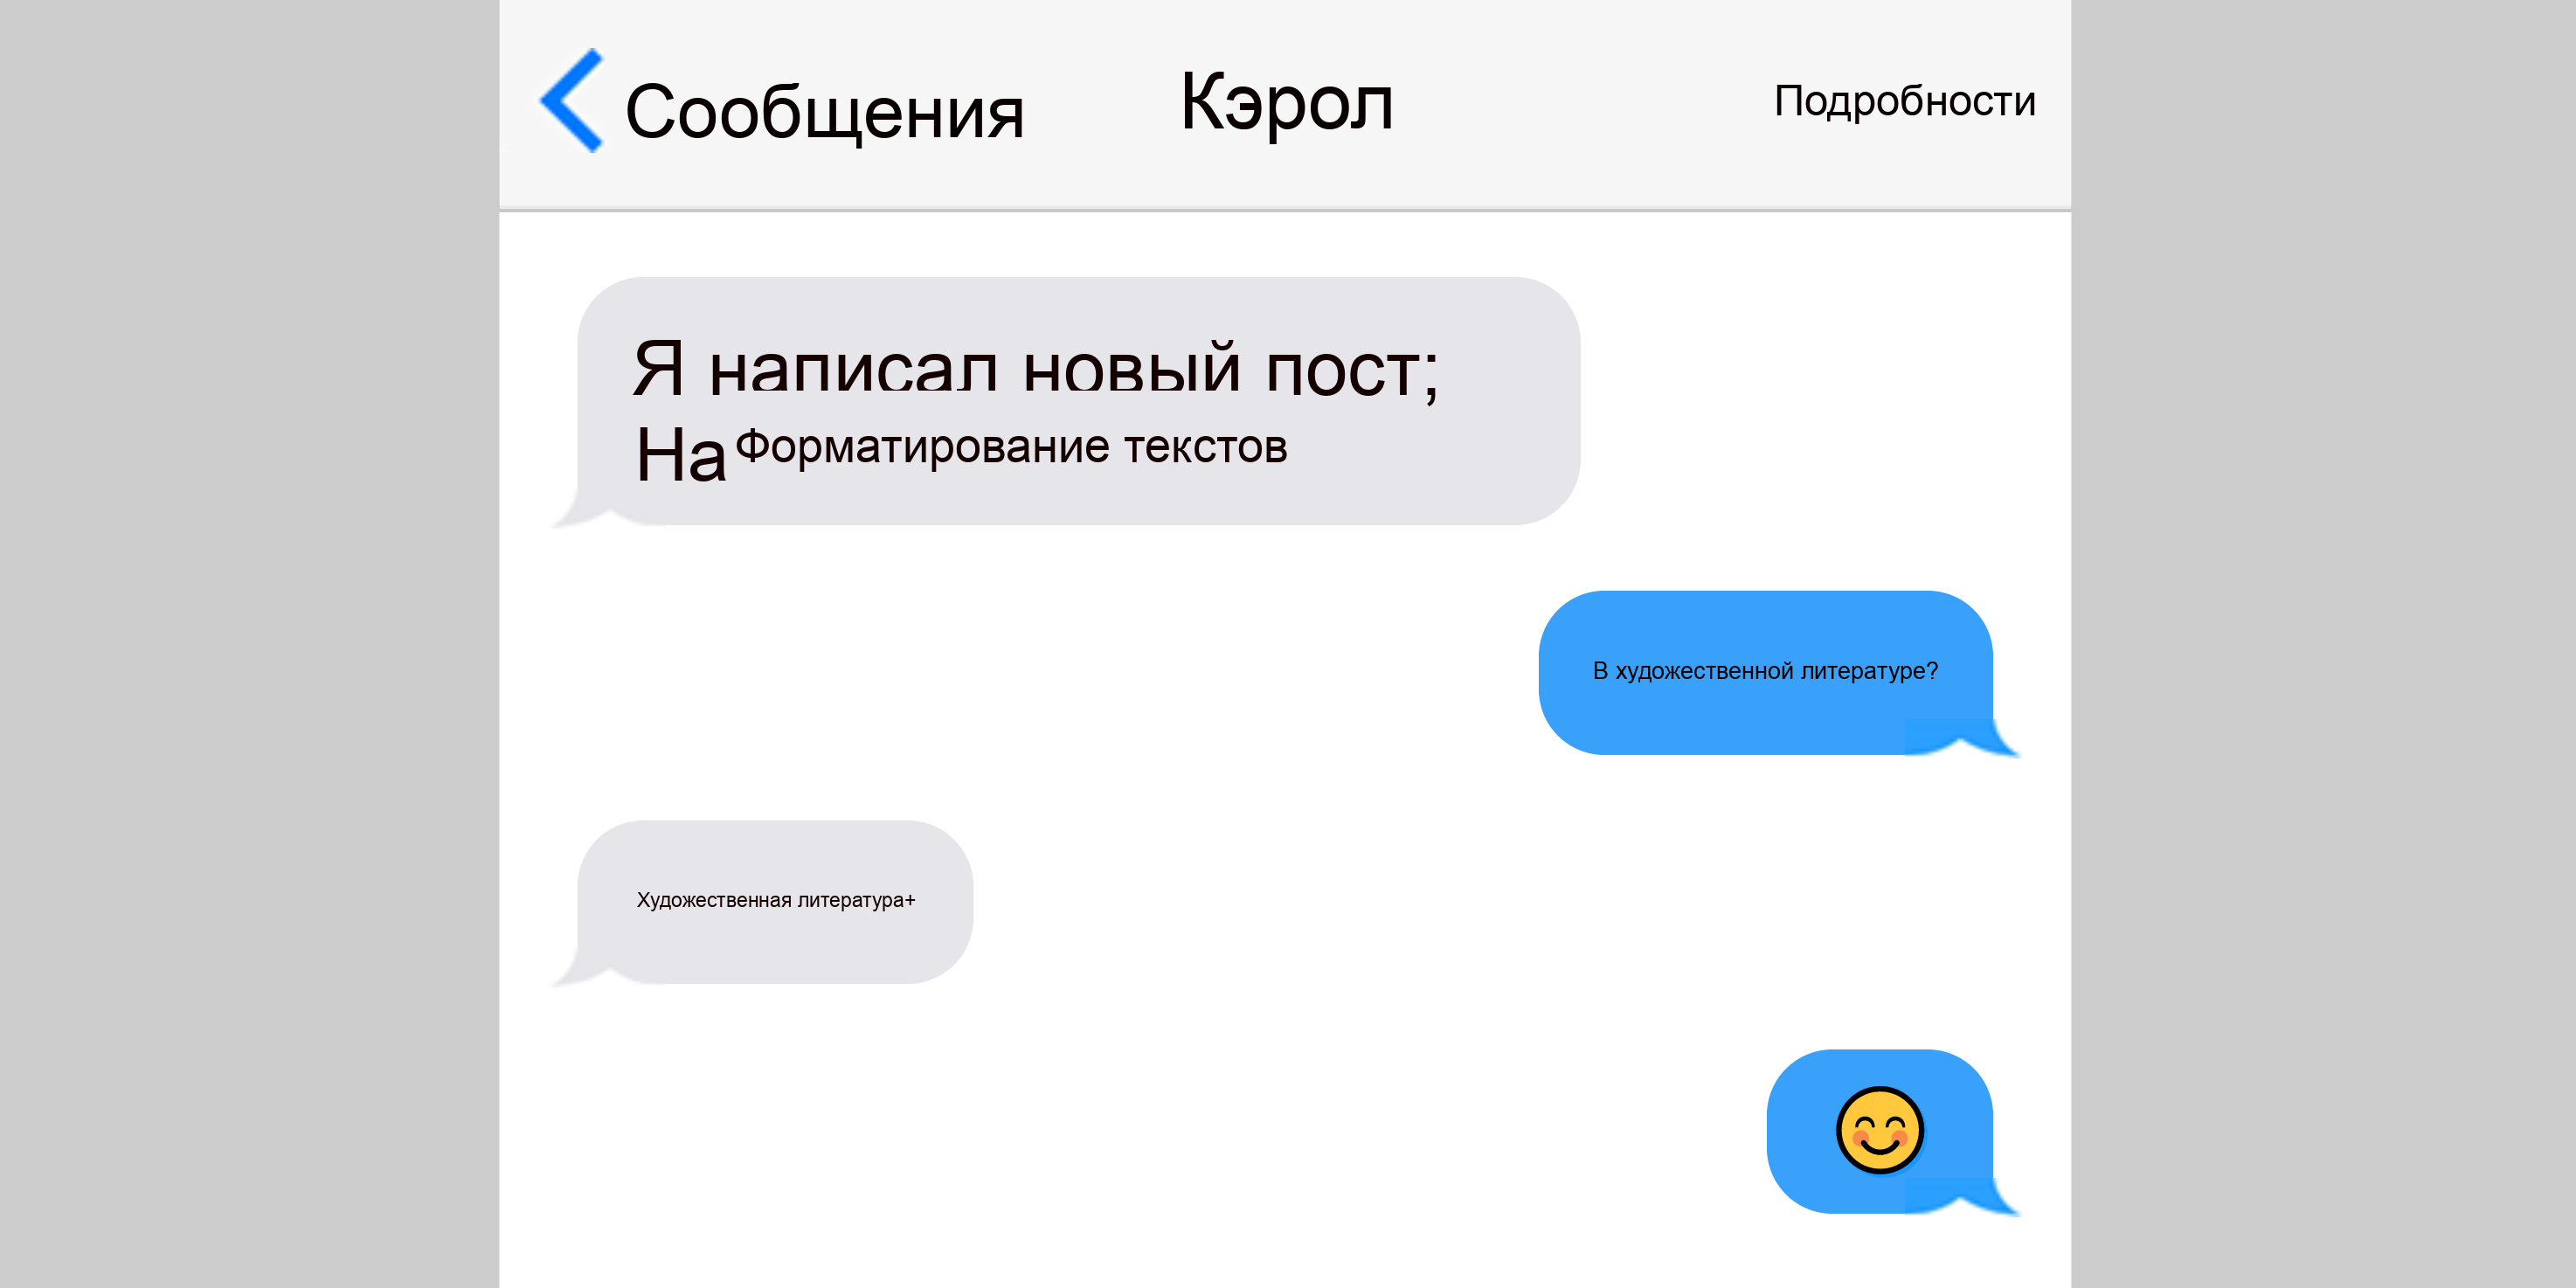 Сообщения
Кэрол
Подробности
Я написал новый пост;
На Форматирование текстов
В художественной литературе?
Художественная литература+